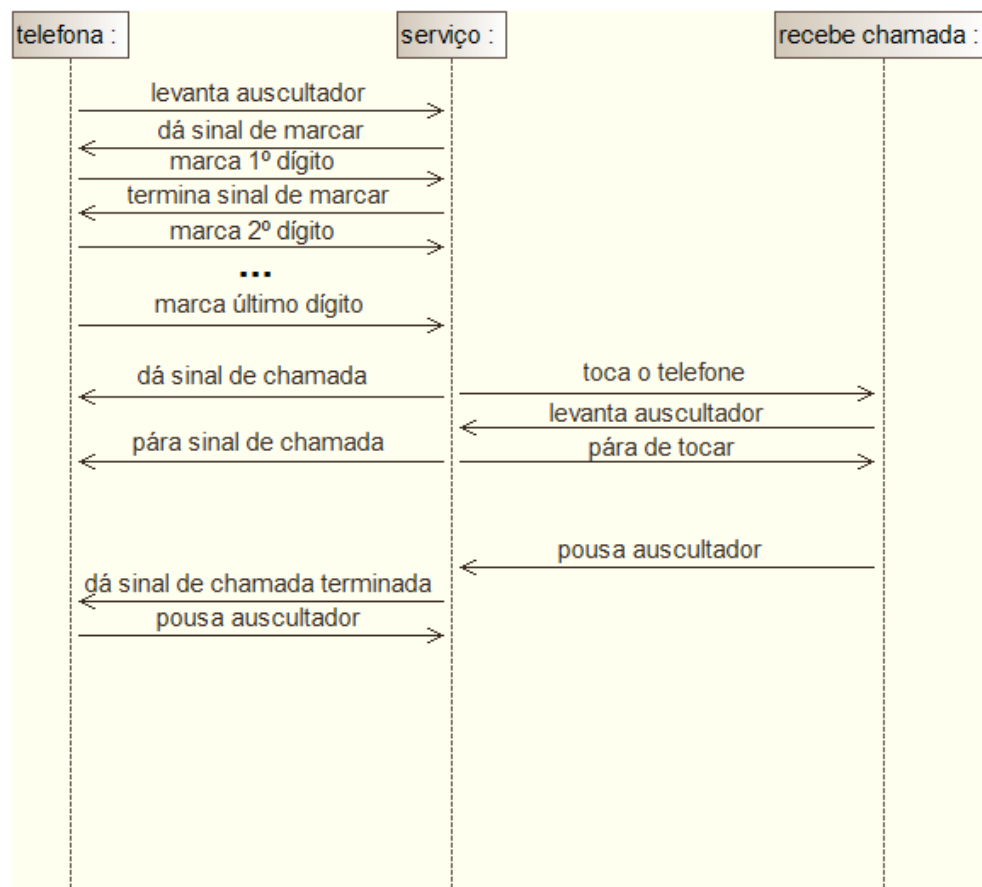 telefona :
serviço :
recebe chamada :
levanta auscultador
dá sinal de marcar
marca 1º dígito
termina sinal de marcar
marca 2º dígito
...
marca último dígito
dá sinal de chamada
toca o telefone
levanta auscultador
pára sinal de chamada
pára de tocar
pousa auscultador
dá sinal de chamada terminada
pousa auscultador